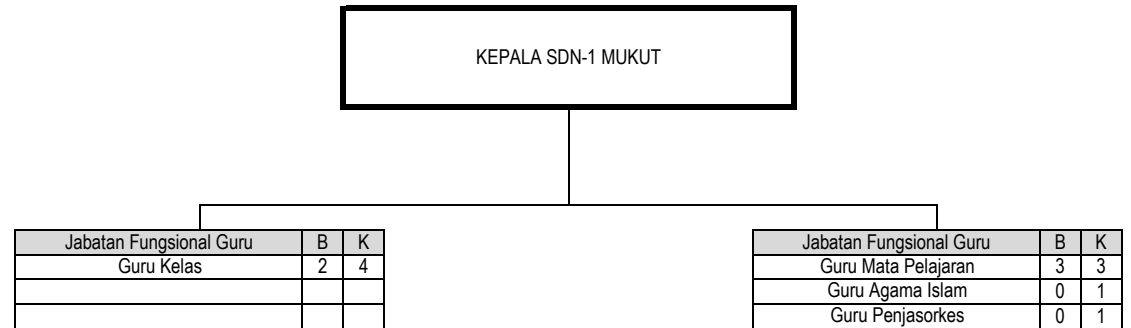 KEPALA SDN-1 MUKUT
Jabatan Fungsional Guru B K
Guru Kelas 2 4
Jabatan Fungsional Guru B K
Guru Mata Pelajaran 3 3
Guru Agama Islam 0 1
Guru Penjasorkes 0 1